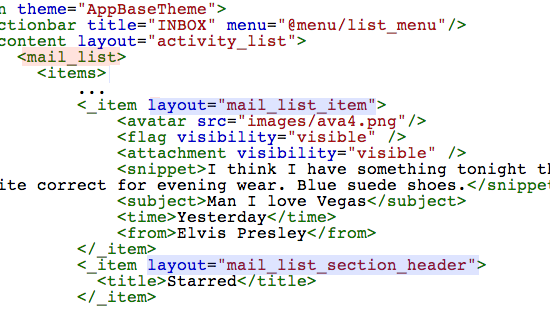 n theme="AppBaseTheme">
ctionbar title="INBOX" menu="@menu/list_menu"/>
content layout="activity_list">
<mail_list>
<items>
...
<_item layout="mail_list_item">
<avatar src="images/ava4.png"/>
<flag visibility="visible" />
<attachment visibility="visible" />
<snippet>I think I have something tonight th
ite correct for evening wear. Blue suede shoes.</snippet
<subject>Man I love Vegas</subject>
<time>Yesterday</time>
<from>Elvis Presley</from>
</_item>
<_item layout="mail_list_section_header">
<title>Starred</title>
</_item>